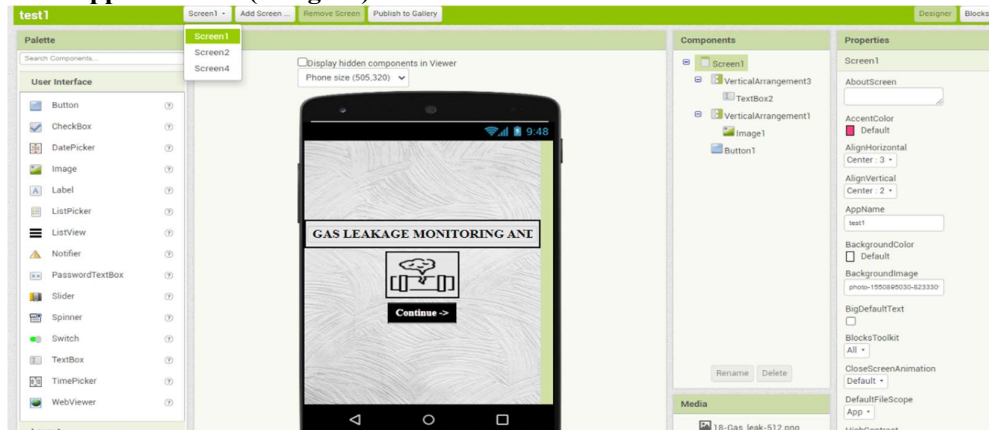 test1
Screen1
Add Screen ...
Remove Screen
Publish to Gallery
Designer
Blocks
Screen1
Screen2
Screen4
Palette
Search Components...
User Interface
Button
CheckBox
DatePicker
Image
Label
ListPicker
ListView
Notifier
PasswordTextBox
Slider
Spinner
Switch
TextBox
TimePicker
WebViewer
Display hidden components in Viewer
Phone size (505,320)
9:48
GAS LEAKAGE MONITORING AND
Continue ->
Components
Screen1
VerticalArrangement3
TextBox2
VerticalArrangement1
Image1
Button1
Rename
Delete
Media
18-Gas_leak-512.png
Properties
Screen1
AboutScreen
AccentColor
Default
AlignHorizontal
Center : 3
AlignVertical
Center : 2
AppName
test1
BackgroundColor
Default
BackgroundImage
photo-1550895030-823330
BigDefaultText
BlocksToolkit
All
CloseScreenAnimation
Default
DefaultFileScope
App
HighContrast